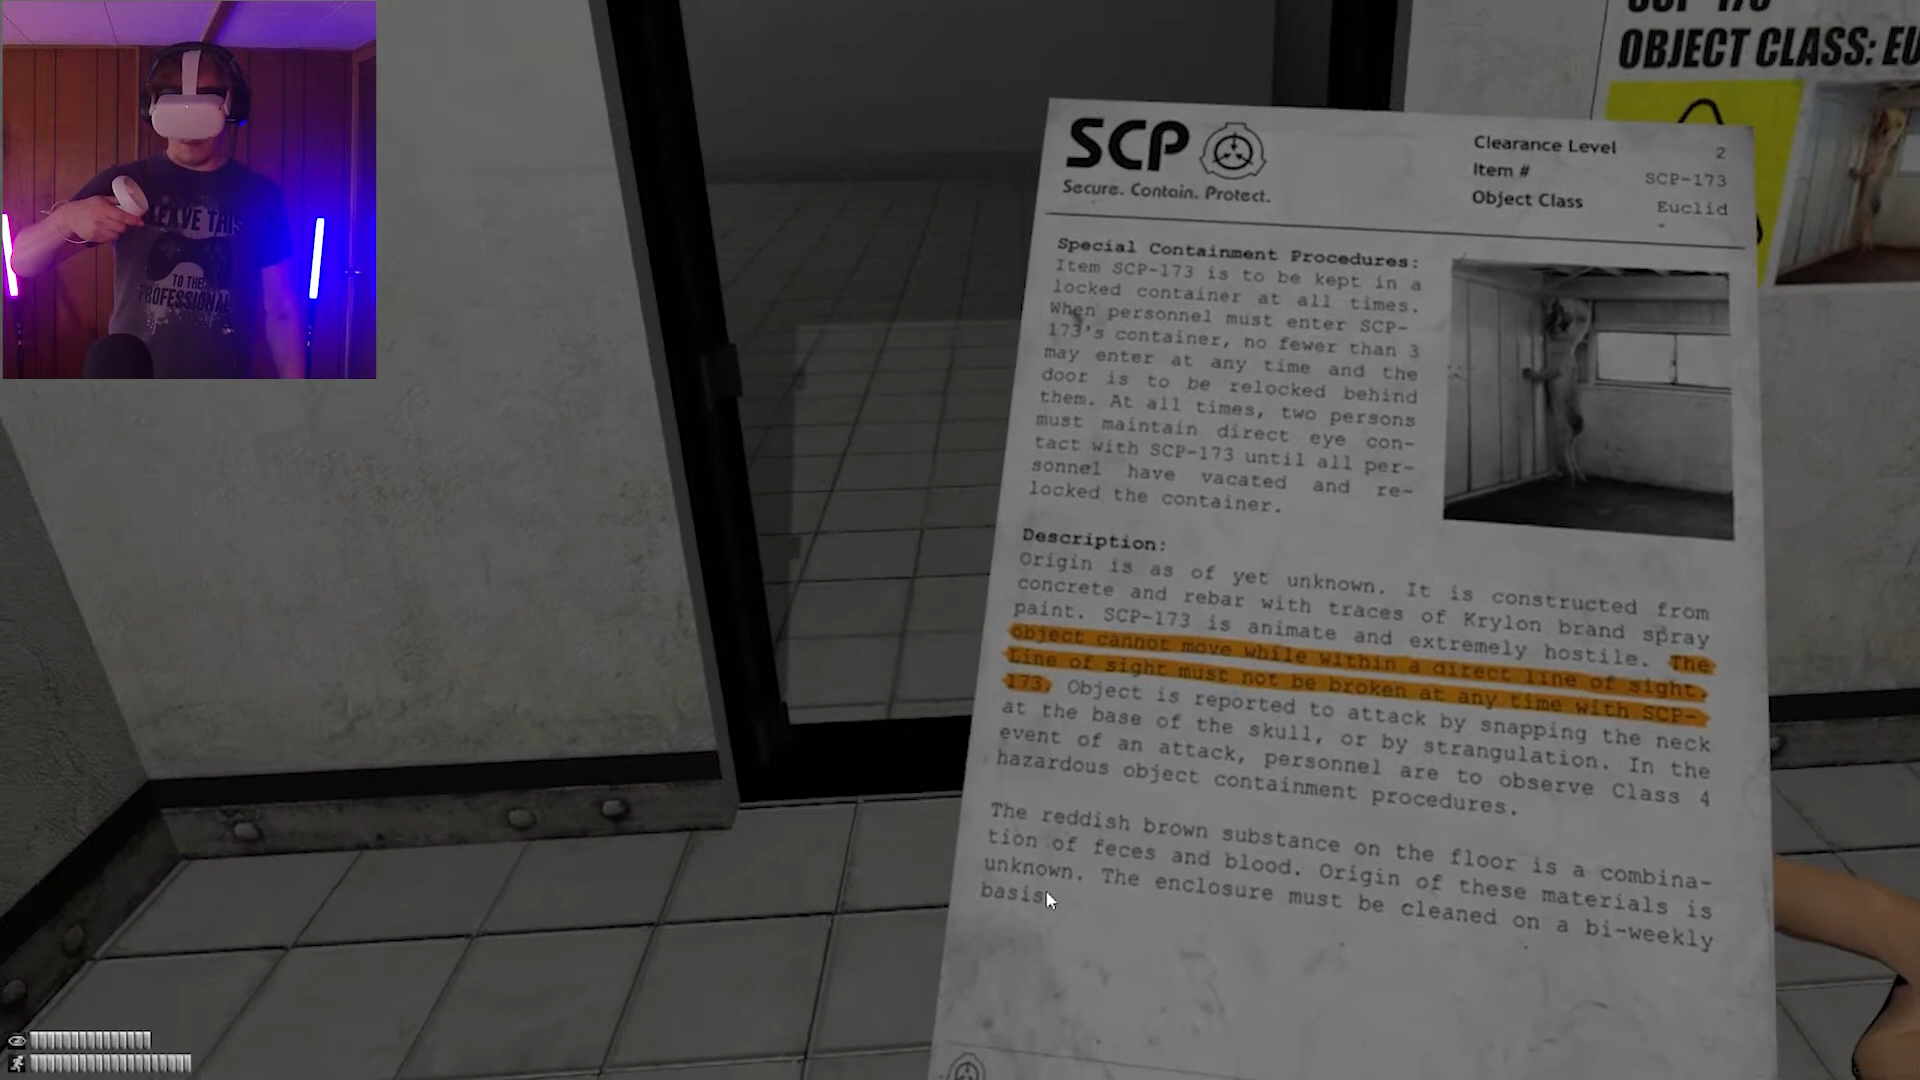 LEAVE THIS
TO THE
PROFESSIONAL
OBJECT CLASS: EU
SCP
Secure. Contain. Protect.
Clearance Level 2
Item # SCP-173
Object Class Euclid
Special Containment Procedures:
Item SCP-173 is to be kept in a
locked container at all times.
When personnel must enter SCP-
173's container, no fewer than 3
may enter at any time and the
door is to be relocked behind
them. At all times, two persons
must maintain direct eye con-
tact with SCP-173 until all per-
sonnel have vacated and re-
locked the container.
Description:
Origin is as of yet unknown. It is constructed from
concrete and rebar with traces of Krylon brand spray
paint. SCP-173 is animate and extremely hostile. The
object cannot move while within a direct line of sight.
Line of sight must not be broken at any time with SCP-
173. Object is reported to attack by snapping the neck
at the base of the skull, or by strangulation. In the
event of an attack, personnel are to observe Class 4
hazardous object containment procedures.
The reddish brown substance on the floor is a combina-
tion of feces and blood. Origin of these materials is
unknown. The enclosure must be cleaned on a bi-weekly
basis.